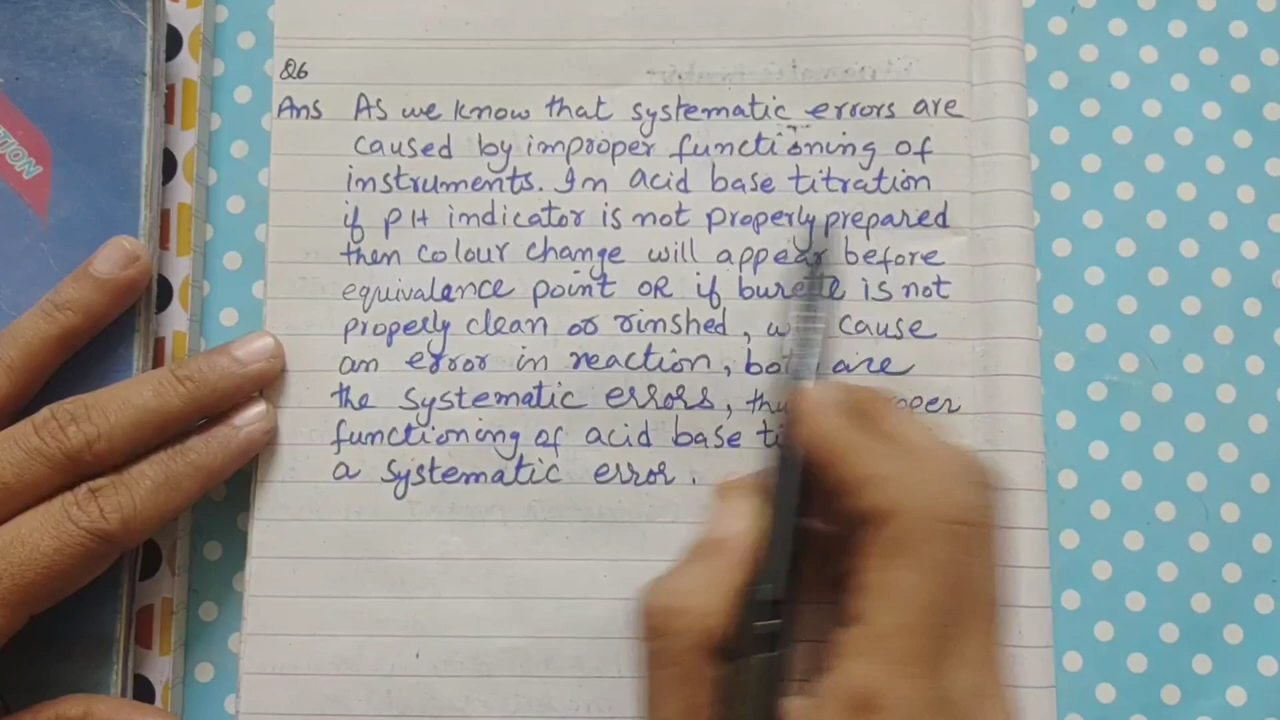 Q6
Ans As we know that systematic errors are
caused by improper functioning of
instruments. In acid base titration
if pH indicator is not properly prepared
then colour change will appear before
equivalence point OR if is not
properly clean or rinshed, cause
an error in reaction, are
the systematic errors,
functioning of acid base
a systematic error.
TION